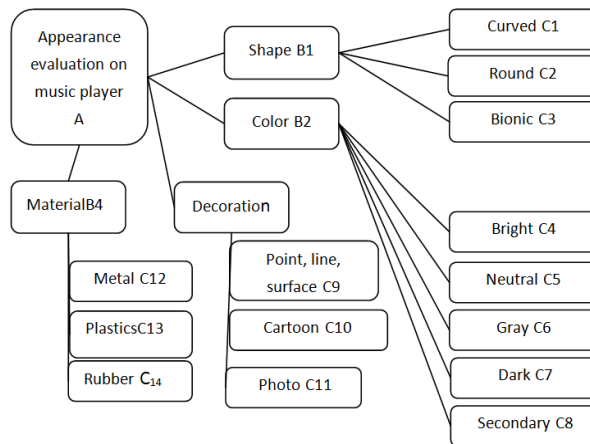 Appearance
evaluation on
music player
A
Shape B1
Color B2
Curved C1
Round C2
Bionic C3
MaterialB4
Decoration
Bright C4
Neutral C5
Gray C6
Dark C7
Secondary C8
Metal C12
PlasticsC13
Rubber C14
Point, line,
surface C9
Cartoon C10
Photo C11